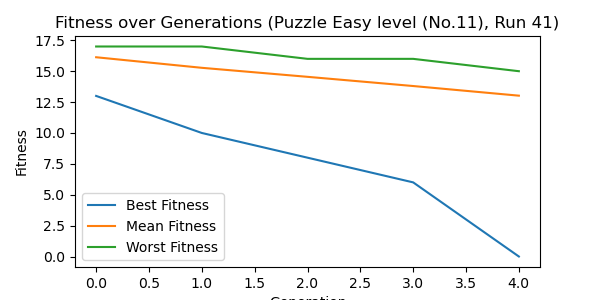 Fitness over Generations (Puzzle Easy level (No.11), Run 41)
17.5
15.0
12.5
10.0
7.5
5.0
2.5
0.0
Fitness
Best Fitness
Mean Fitness
Worst Fitness
0.0 0.5 1.0 1.5 2.0 2.5 3.0 3.5 4.0
Generation